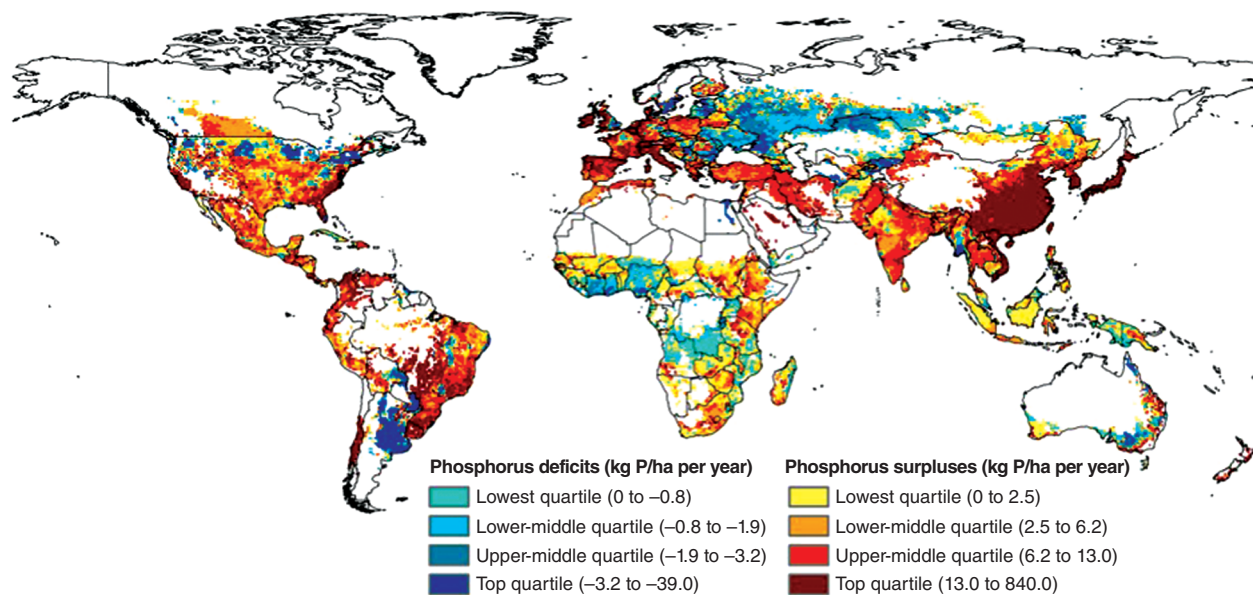 Phosphorus deficits (kg P/ha per year)
Lowest quartile (0 to –0.8)
Lower-middle quartile (–0.8 to –1.9)
Upper-middle quartile (–1.9 to –3.2)
Top quartile (–3.2 to –39.0)
Phosphorus surpluses (kg P/ha per year)
Lowest quartile (0 to 2.5)
Lower-middle quartile (2.5 to 6.2)
Upper-middle quartile (6.2 to 13.0)
Top quartile (13.0 to 840.0)